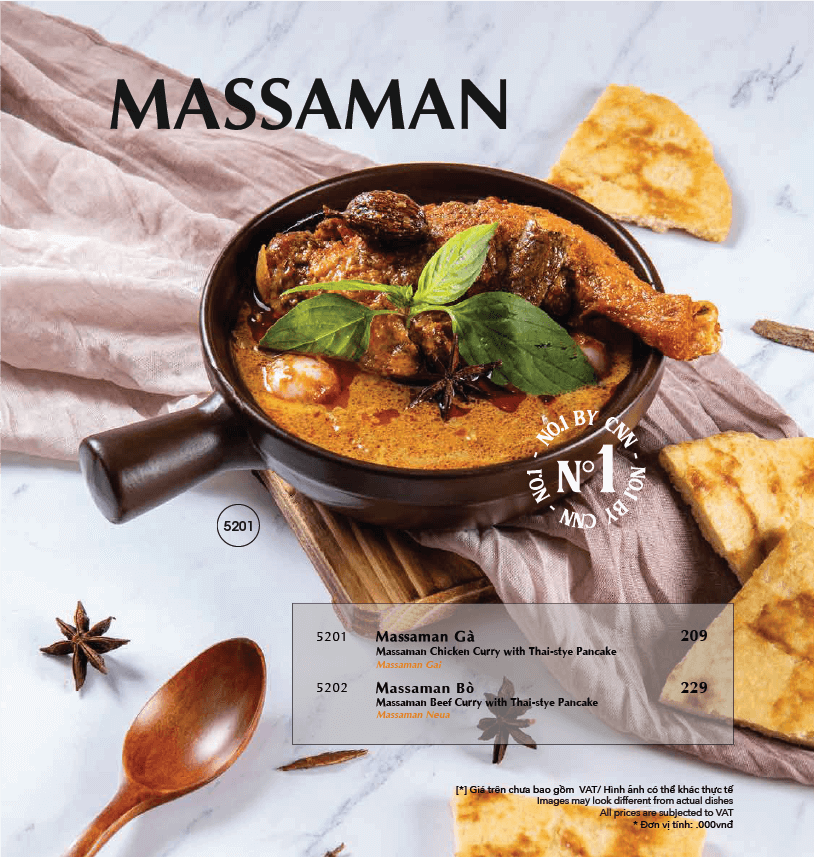 MASSAMAN
- NO.1 BY CNN - NO.1 BY CNN - NO.1
Nº1
5201
5201 Massaman Gà 209
Massaman Chicken Curry with Thai-stye Pancake
Massaman Gai
5202 Massaman Bò 229
Massaman Beef Curry with Thai-stye Pancake
Massaman Neua
[*] Giá trên chưa bao gồm VAT/ Hình ảnh có thể khác thực tế
Images may look different from actual dishes
All prices are subjected to VAT
* Đơn vị tính: .000vnđ